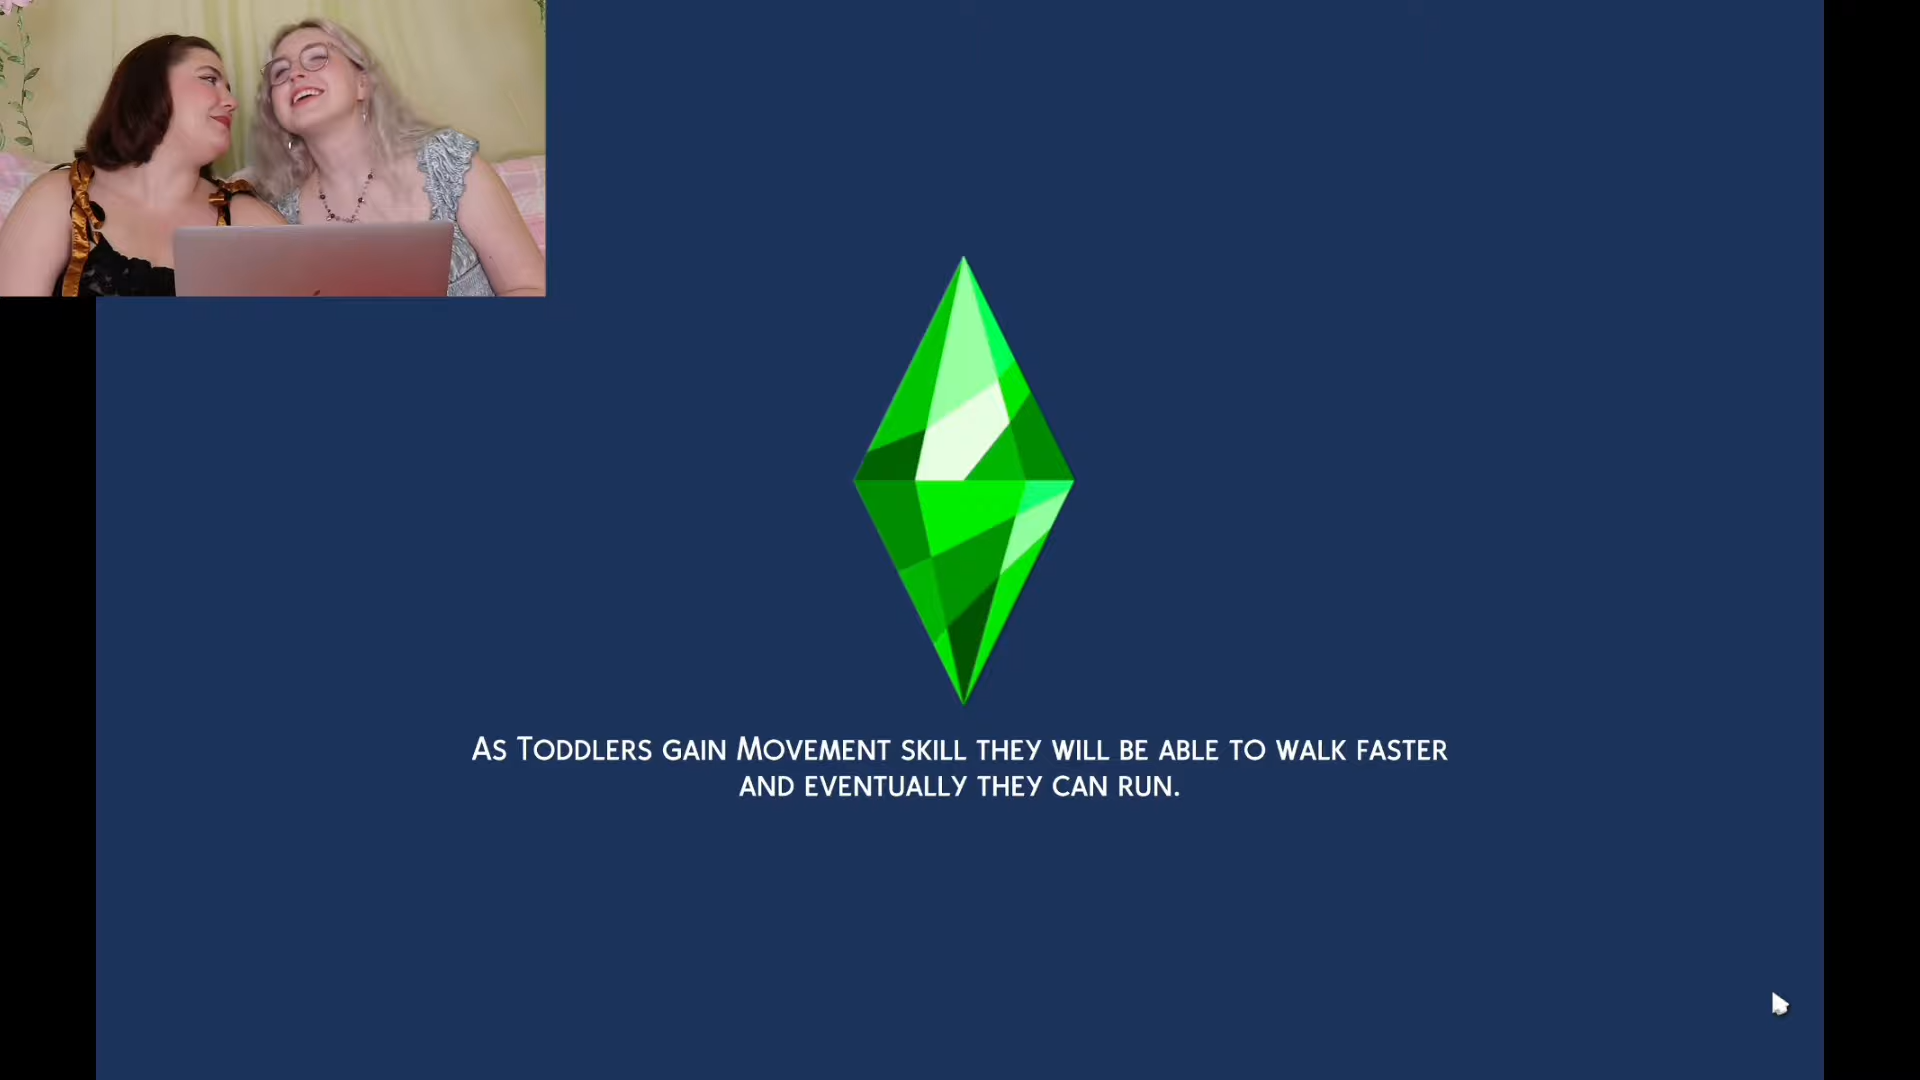 As Toddlers gain Movement skill they will be able to walk faster
and eventually they can run.